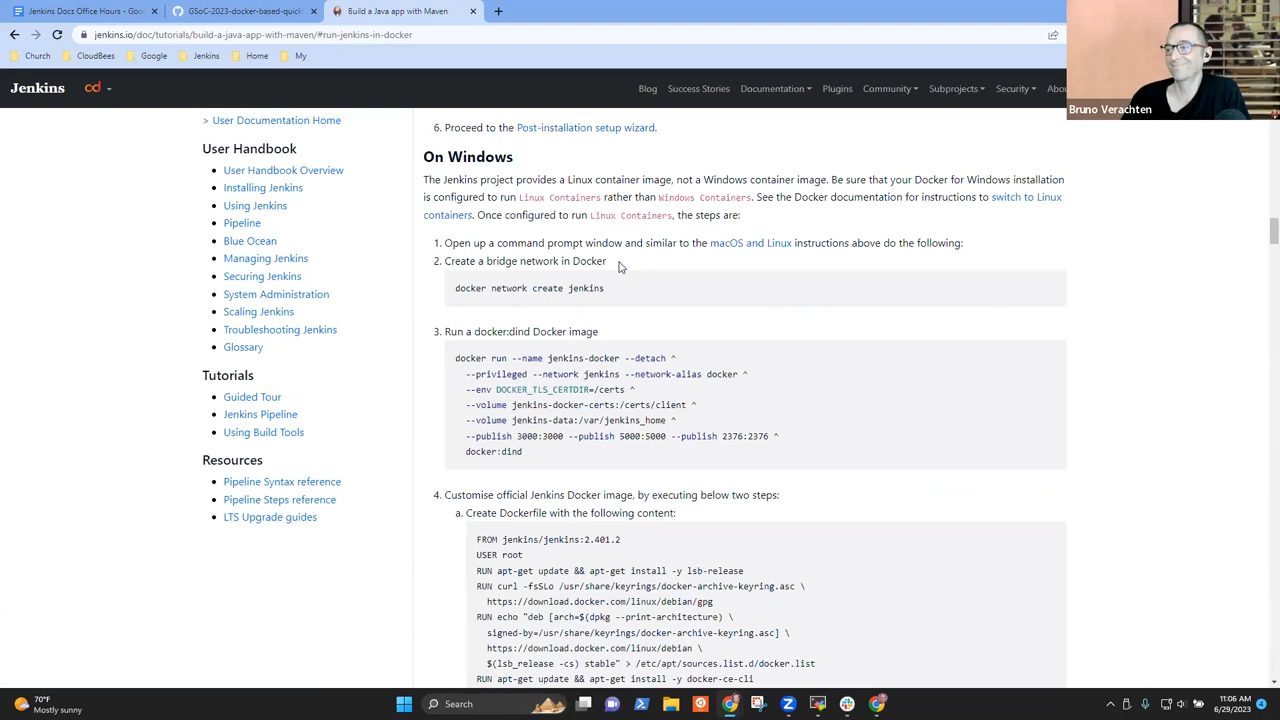 Jenkins Docs Office Hours - Goo
GSoC-2023-docker-based-quick
Build a Java app with Maven
jenkins.io/doc/tutorials/build-a-java-app-with-maven/#run-jenkins-in-docker
Church
CloudBees
Google
Jenkins
Home
My
Jenkins
cd
Blog
Success Stories
Documentation
Plugins
Community
Subprojects
Security
Abou
Bruno Verachten
> User Documentation Home
User Handbook
User Handbook Overview
Installing Jenkins
Using Jenkins
Pipeline
Blue Ocean
Managing Jenkins
Securing Jenkins
System Administration
Scaling Jenkins
Troubleshooting Jenkins
Glossary
Tutorials
Guided Tour
Jenkins Pipeline
Using Build Tools
Resources
Pipeline Syntax reference
Pipeline Steps reference
LTS Upgrade guides
6. Proceed to the Post-installation setup wizard.
On Windows
The Jenkins project provides a Linux container image, not a Windows container image. Be sure that your Docker for Windows installation
is configured to run Linux Containers rather than Windows Containers. See the Docker documentation for instructions to switch to Linux
containers. Once configured to run Linux Containers, the steps are:
1. Open up a command prompt window and similar to the macOS and Linux instructions above do the following:
2. Create a bridge network in Docker
docker network create jenkins
3. Run a docker:dind Docker image
docker run --name jenkins-docker --detach ^
--privileged --network jenkins --network-alias docker ^
--env DOCKER_TLS_CERTDIR=/certs ^
--volume jenkins-docker-certs:/certs/client ^
--volume jenkins-data:/var/jenkins_home ^
--publish 3000:3000 --publish 5000:5000 --publish 2376:2376 ^
docker:dind
4. Customise official Jenkins Docker image, by executing below two steps:
a. Create Dockerfile with the following content:
FROM jenkins/jenkins:2.401.2
USER root
RUN apt-get update && apt-get install -y lsb-release
RUN curl -fsSLo /usr/share/keyrings/docker-archive-keyring.asc \
https://download.docker.com/linux/debian/gpg
RUN echo "deb [arch=$(dpkg --print-architecture) \
signed-by=/usr/share/keyrings/docker-archive-keyring.asc] \
https://download.docker.com/linux/debian \
$(lsb_release -cs) stable" > /etc/apt/sources.list.d/docker.list
RUN apt-get update && apt-get install -y docker-ce-cli
70°F
Mostly sunny
Search
11:06 AM
6/29/2023
4